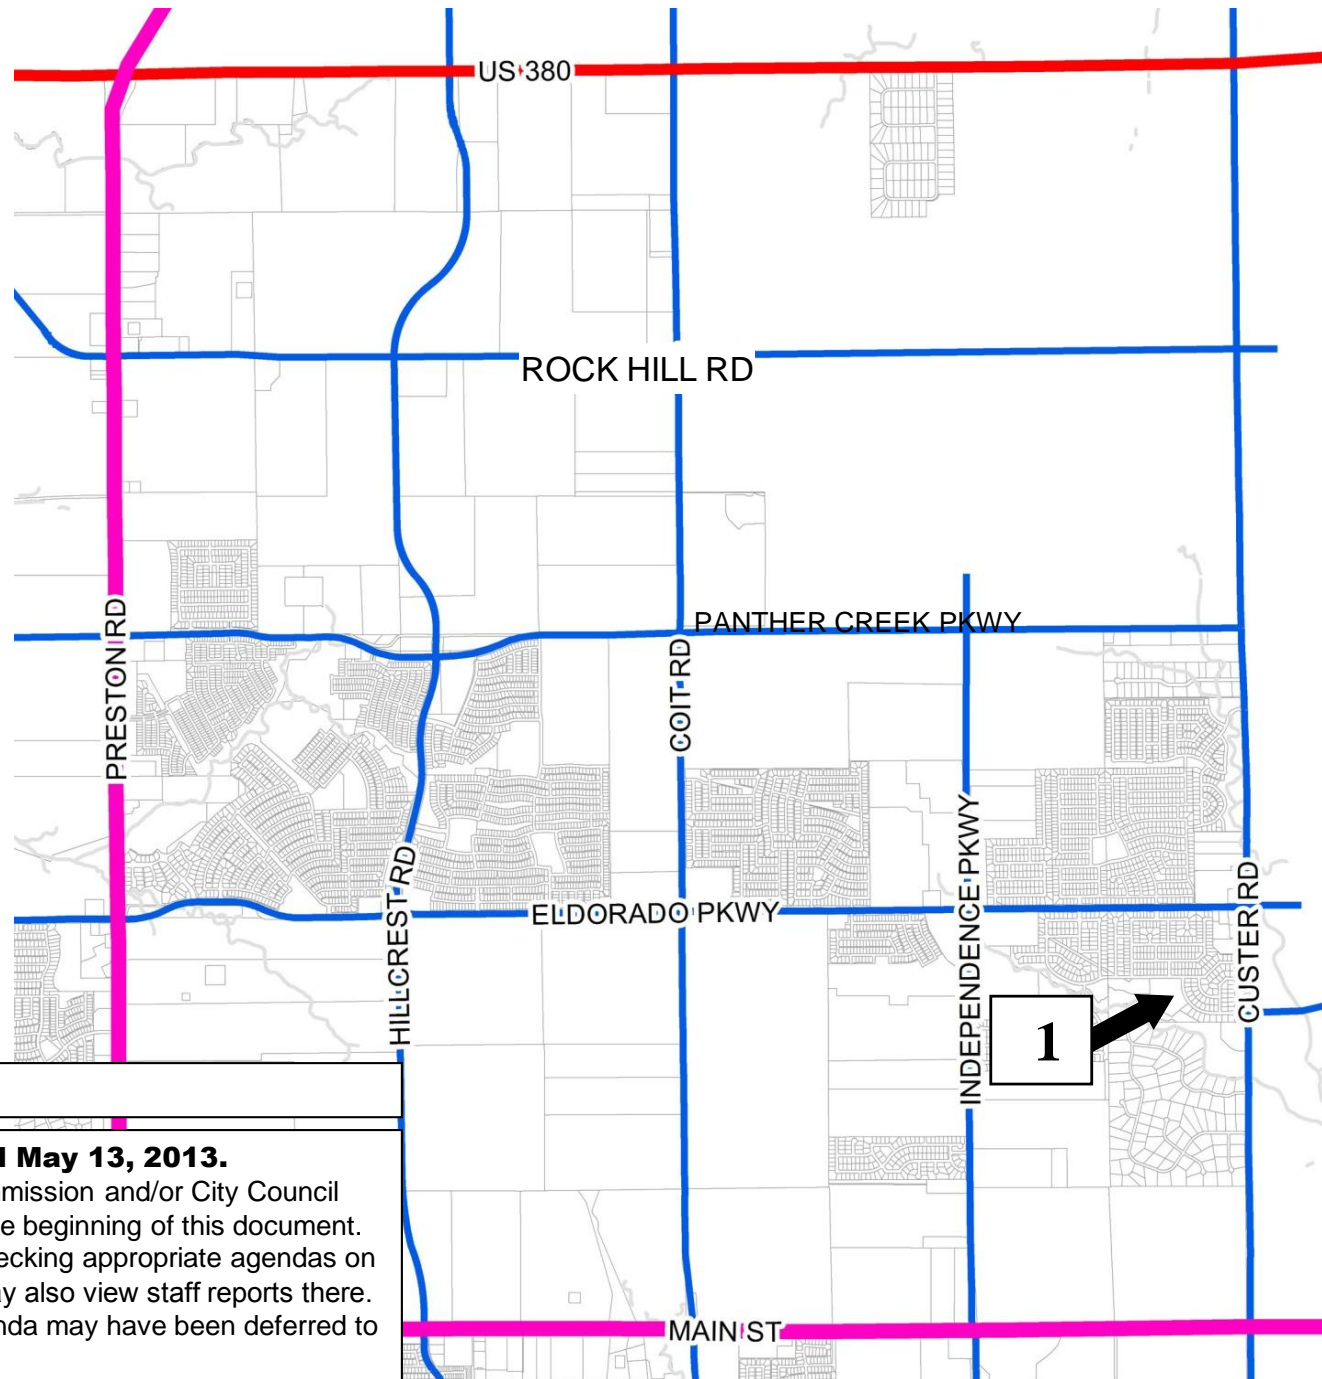 US 380
ROCK HILL RD
PRESTON RD
PANTHER CREEK PKWY
COIT RD
HILLCREST RD
INDEPENDENCE PKWY
ELDORADO PKWY
CUSTER RD
1
May 13, 2013.
mission and/or City Council
e beginning of this document.
ecking appropriate agendas on
y also view staff reports there.
nda may have been deferred to
MAIN ST